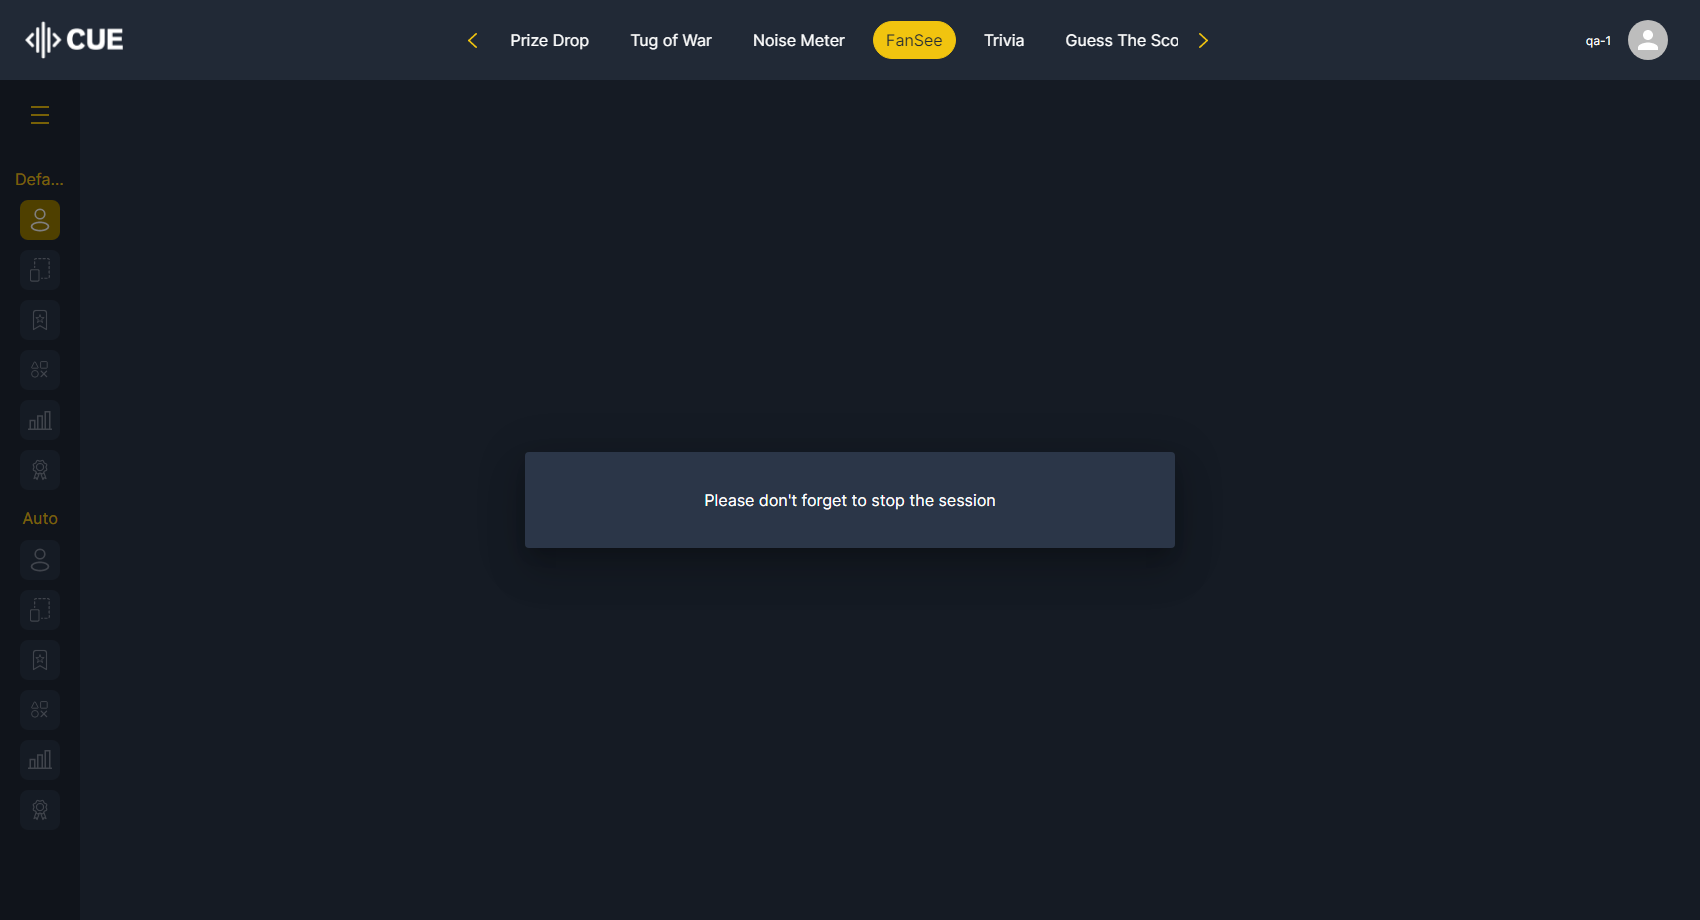 CUE
Prize Drop
Tug of War
Noise Meter
FanSee
Trivia
Guess The Sco
qa-1
Defa...
Auto
Please don't forget to stop the session